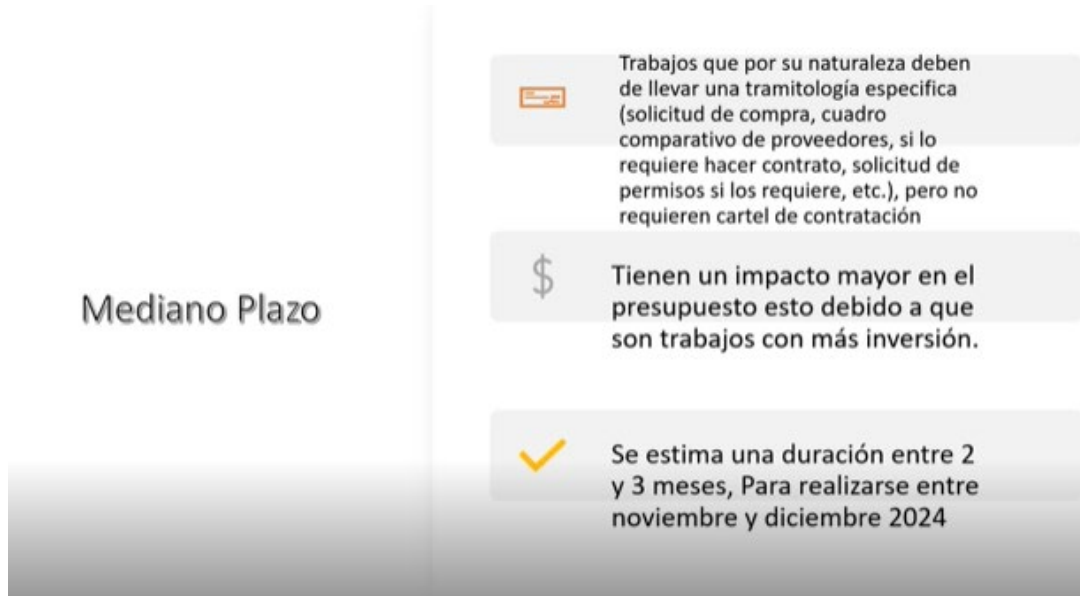 Mediano Plazo
Trabajos que por su naturaleza deben
de llevar una tramitología especifica
(solicitud de compra, cuadro
comparativo de proveedores, si lo
requiere hacer contrato, solicitud de
permisos si los requiere, etc.), pero no
requieren cartel de contratación
$
Tienen un impacto mayor en el
presupuesto esto debido a que
son trabajos con más inversión.
Se estima una duración entre 2
y 3 meses, Para realizarse entre
noviembre y diciembre 2024